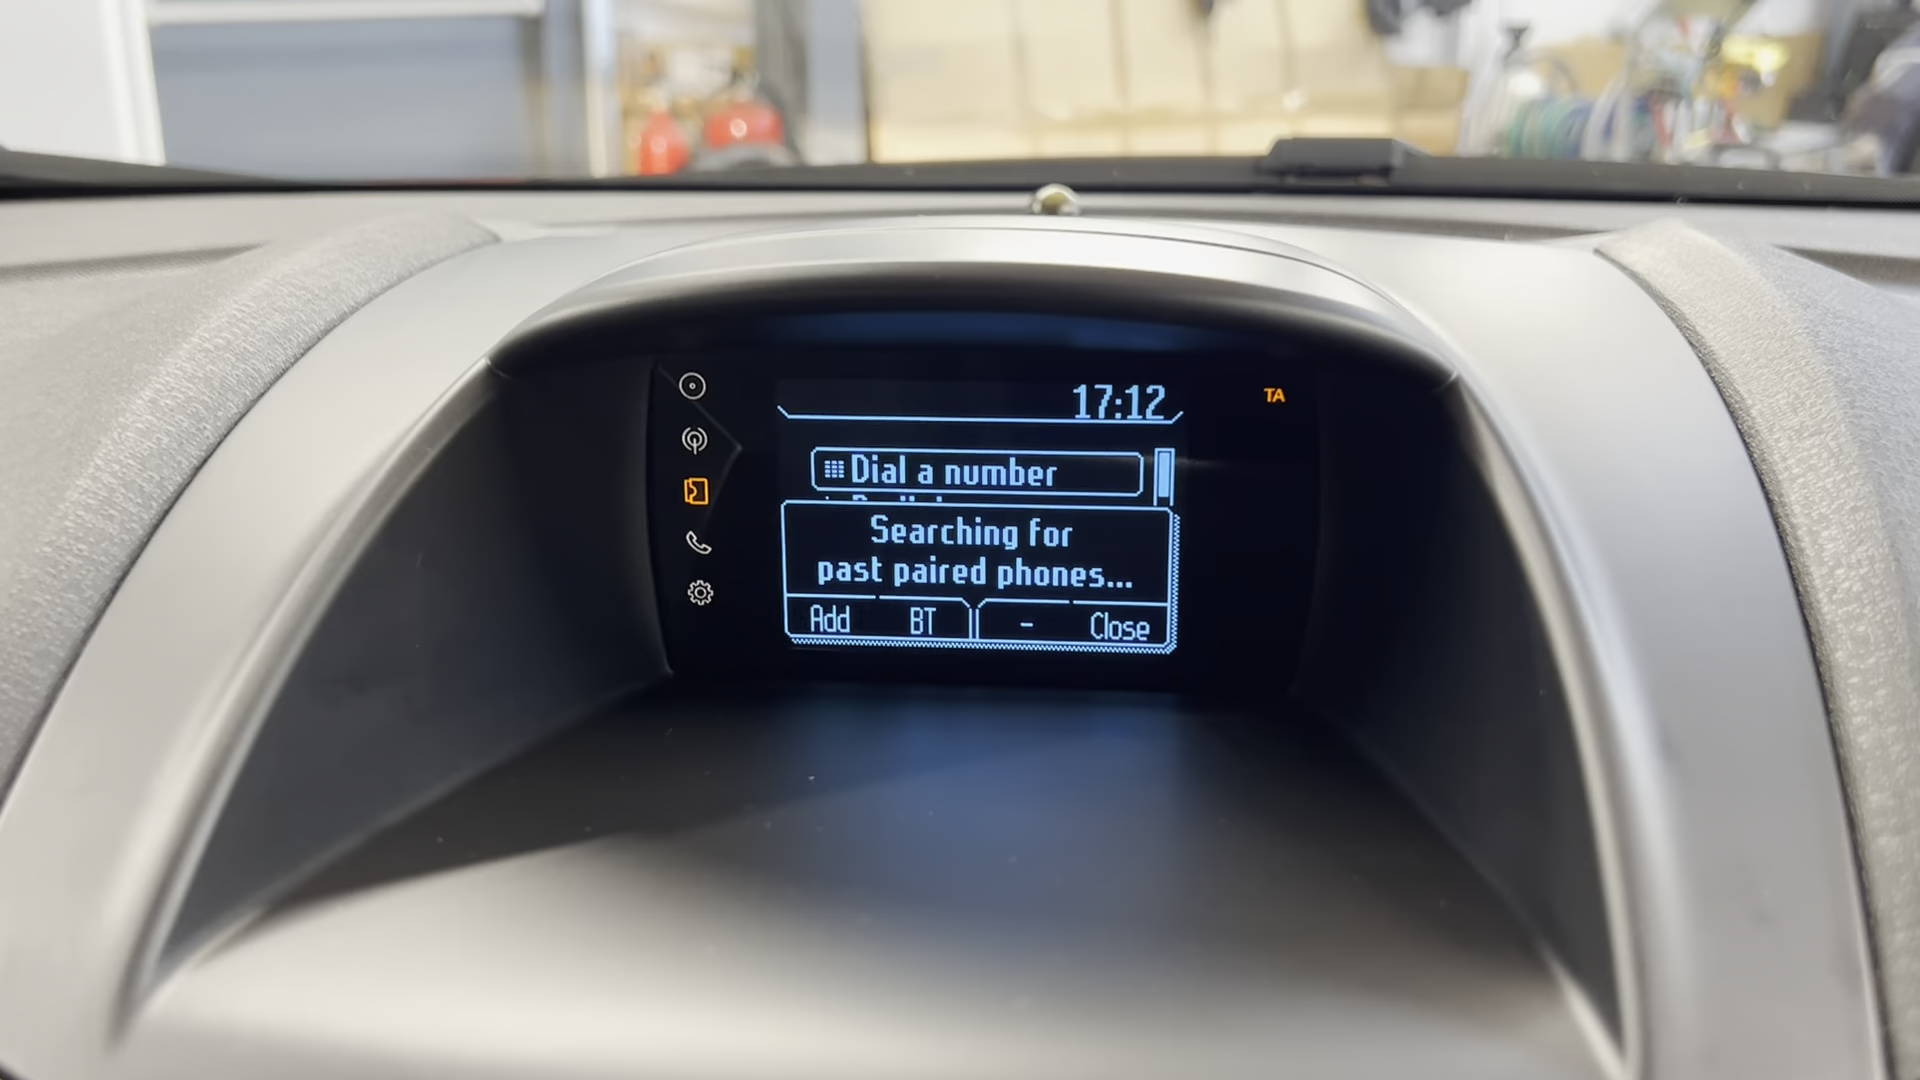 17:12
TA
Dial a number
Searching for
past paired phones...
Add BT - Close